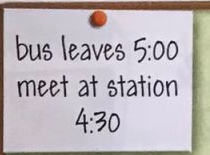 bus leaves 5:00
meet at station
4:30